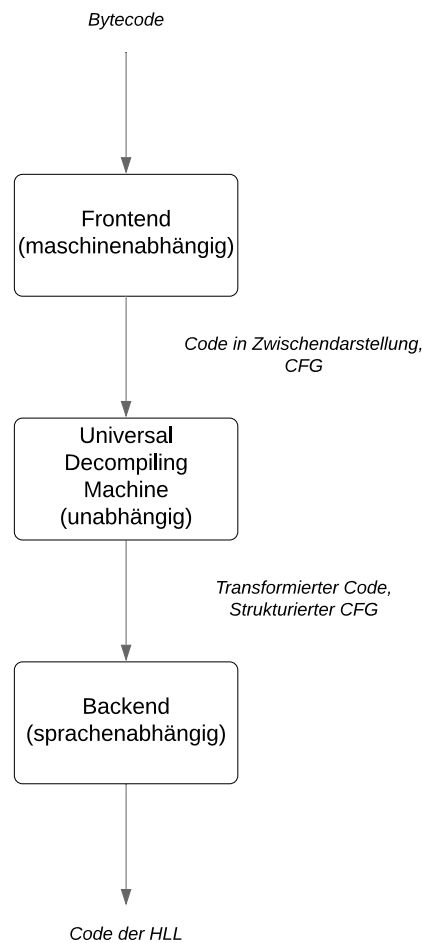 Bytecode
Frontend
(maschinenabhängig)
Code in Zwischendarstellung,
CFG
Universal
Decompiling
Machine
(unabhängig)
Transformierter Code,
Strukturierter CFG
Backend
(sprachenabhängig)
Code der HLL